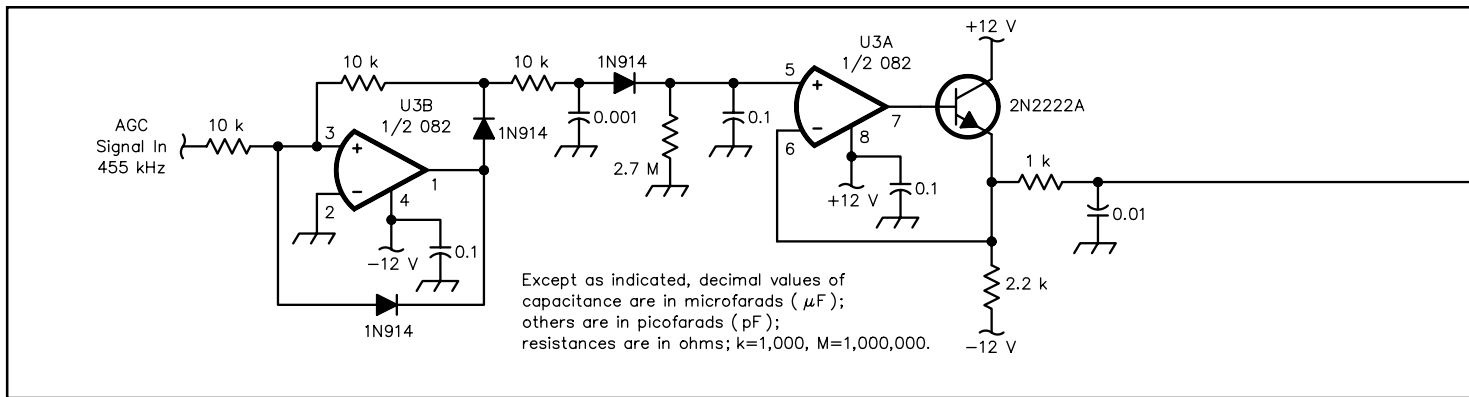 +12 V
U3A
1/2 082
10 k
10 k
1N914
5
+
7
8
6
−
2N2222A
U3B
1/2 082
0.001
0.1
AGC
Signal In
455 kHz
10 k
3
+
1N914
1
2.7 M
1 k
2
−
4
+12 V
0.1
0.01
−12 V
0.1
1N914
Except as indicated, decimal values of
capacitance are in microfarads ( μF);
others are in picofarads ( pF);
resistances are in ohms; k=1,000, M=1,000,000.
2.2 k
−12 V